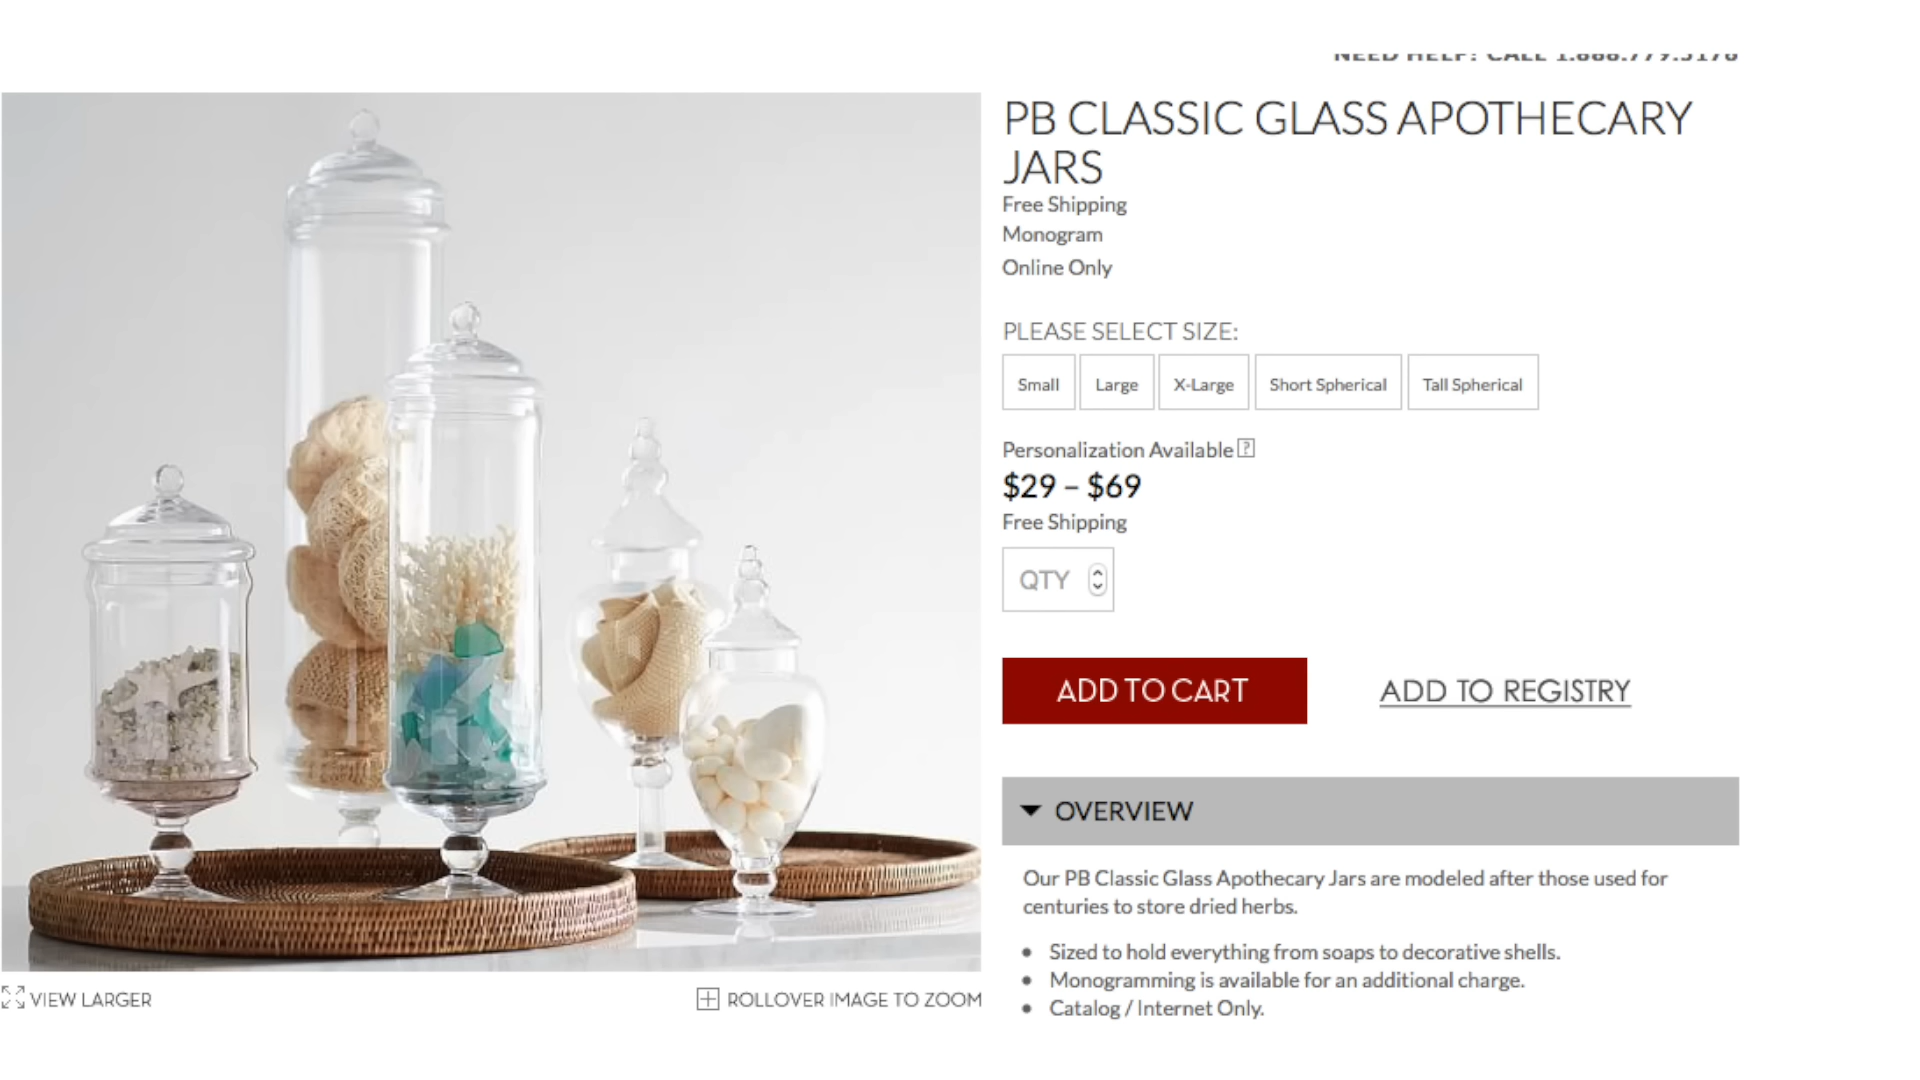 PB CLASSIC GLASS APOTHECARY
JARS
Free Shipping
Monogram
Online Only
PLEASE SELECT SIZE:
Small
Large
X-Large
Short Spherical
Tall Spherical
Personalization Available
$29 – $69
Free Shipping
QTY
ADD TO CART
ADD TO REGISTRY
OVERVIEW
Our PB Classic Glass Apothecary Jars are modeled after those used for
centuries to store dried herbs.
• Sized to hold everything from soaps to decorative shells.
• Monogramming is available for an additional charge.
• Catalog / Internet Only.
VIEW LARGER
ROLLOVER IMAGE TO ZOOM